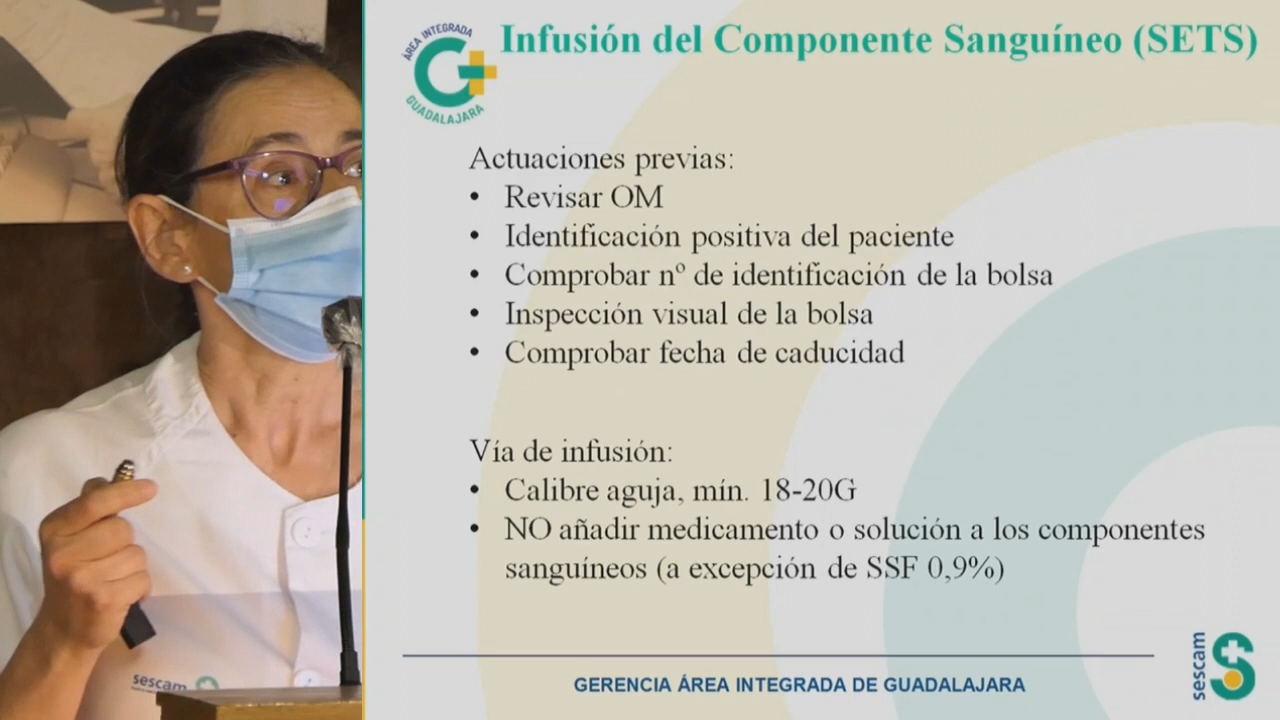 ÁREA INTEGRADA
GUADALAJARA
Infusión del Componente Sanguíneo (SETS)
Actuaciones previas:
• Revisar OM
• Identificación positiva del paciente
• Comprobar nº de identificación de la bolsa
• Inspección visual de la bolsa
• Comprobar fecha de caducidad
Vía de infusión:
• Calibre aguja, mín. 18-20G
• NO añadir medicamento o solución a los componentes
sanguíneos (a excepción de SSF 0,9%)
GERENCIA ÁREA INTEGRADA DE GUADALAJARA
sescam
sescam